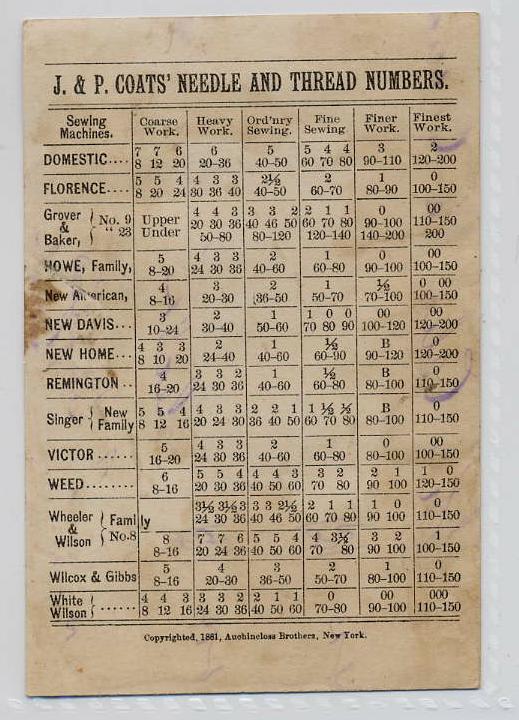 J. & P. COATS' NEEDLE AND THREAD NUMBERS.
Sewing Machines. Coarse Work. Heavy Work. Ord'nry Sewing. Fine Sewing Finer Work. Finest Work.
7 7 6 6 5 5 4 4 3 2
DOMESTIC.... 8 12 20 20-36 40-50 60 70 80 90-110 120-200
5 5 4 4 3 3 2½ 2 1 0
FLORENCE.... 8 20 24 30 36 40 40-50 60-70 80-90 100-150
Grover & Baker, { No. 9 Upper 4 4 3 3 3 2 2 1 1 0 00
20 30 36 40 46 50 60 70 80 90-100 110-150
" 23 Under 50-80 80-120 120-140 140-200 200
5 4 3 3 2 1 0 00
HOWE, Family, 8-20 24 30 36 40-60 60-80 90-100 100-150
4 3 2 1 ½ 0 00
New American, 8-16 20-30 36-50 50-70 70-100 100-150
3 2 1 1 0 0 00 00
NEW DAVIS... 10-24 30-40 50-60 70 80 90 100-120 120-200
4 3 3 2 1 ½ B 0
NEW HOME... 8 10 20 24-40 40-60 60-90 90-120 120-200
4 3 3 2 1 ½ B 0
REMINGTON .. 16-20 24 30 36 40-60 60-80 80-100 110-150
Singer { New Family 5 5 4 4 3 3 2 2 1 1 ½ ½ B 0
8 12 16 20 24 30 36 40 50 60 70 80 80-100 110-150
5 4 3 3 2 1 0 00
VICTOR ...... 16-20 24 30 36 40-60 60-80 80-100 100-150
6 5 5 4 4 4 3 3 2 2 1 1 0
WEED........ 8-16 20 30 36 40 50 60 70 80 90 100 120-150
Wheeler & Wilson { Family 3½ 3½ 3 3 3 2½ 2 1 1 1 0 0
24 30 36 40 46 50 60 70 80 90 100 110-150
No.8 8 7 7 6 5 5 4 4 3½ 3 2 1
8-16 20 24 36 40 50 60 70 80 90 100 100-150
5 4 3 2 1 0
Wilcox & Gibbs 8-16 20-30 36-50 50-70 80-100 110-150
4 4 3 3 3 2 2 1 1 0 00 000
White Wilson } ...... 8 12 16 24 30 36 40 50 60 70-80 90-100 110-150
Copyrighted, 1881, Auchincloss Brothers, New York.